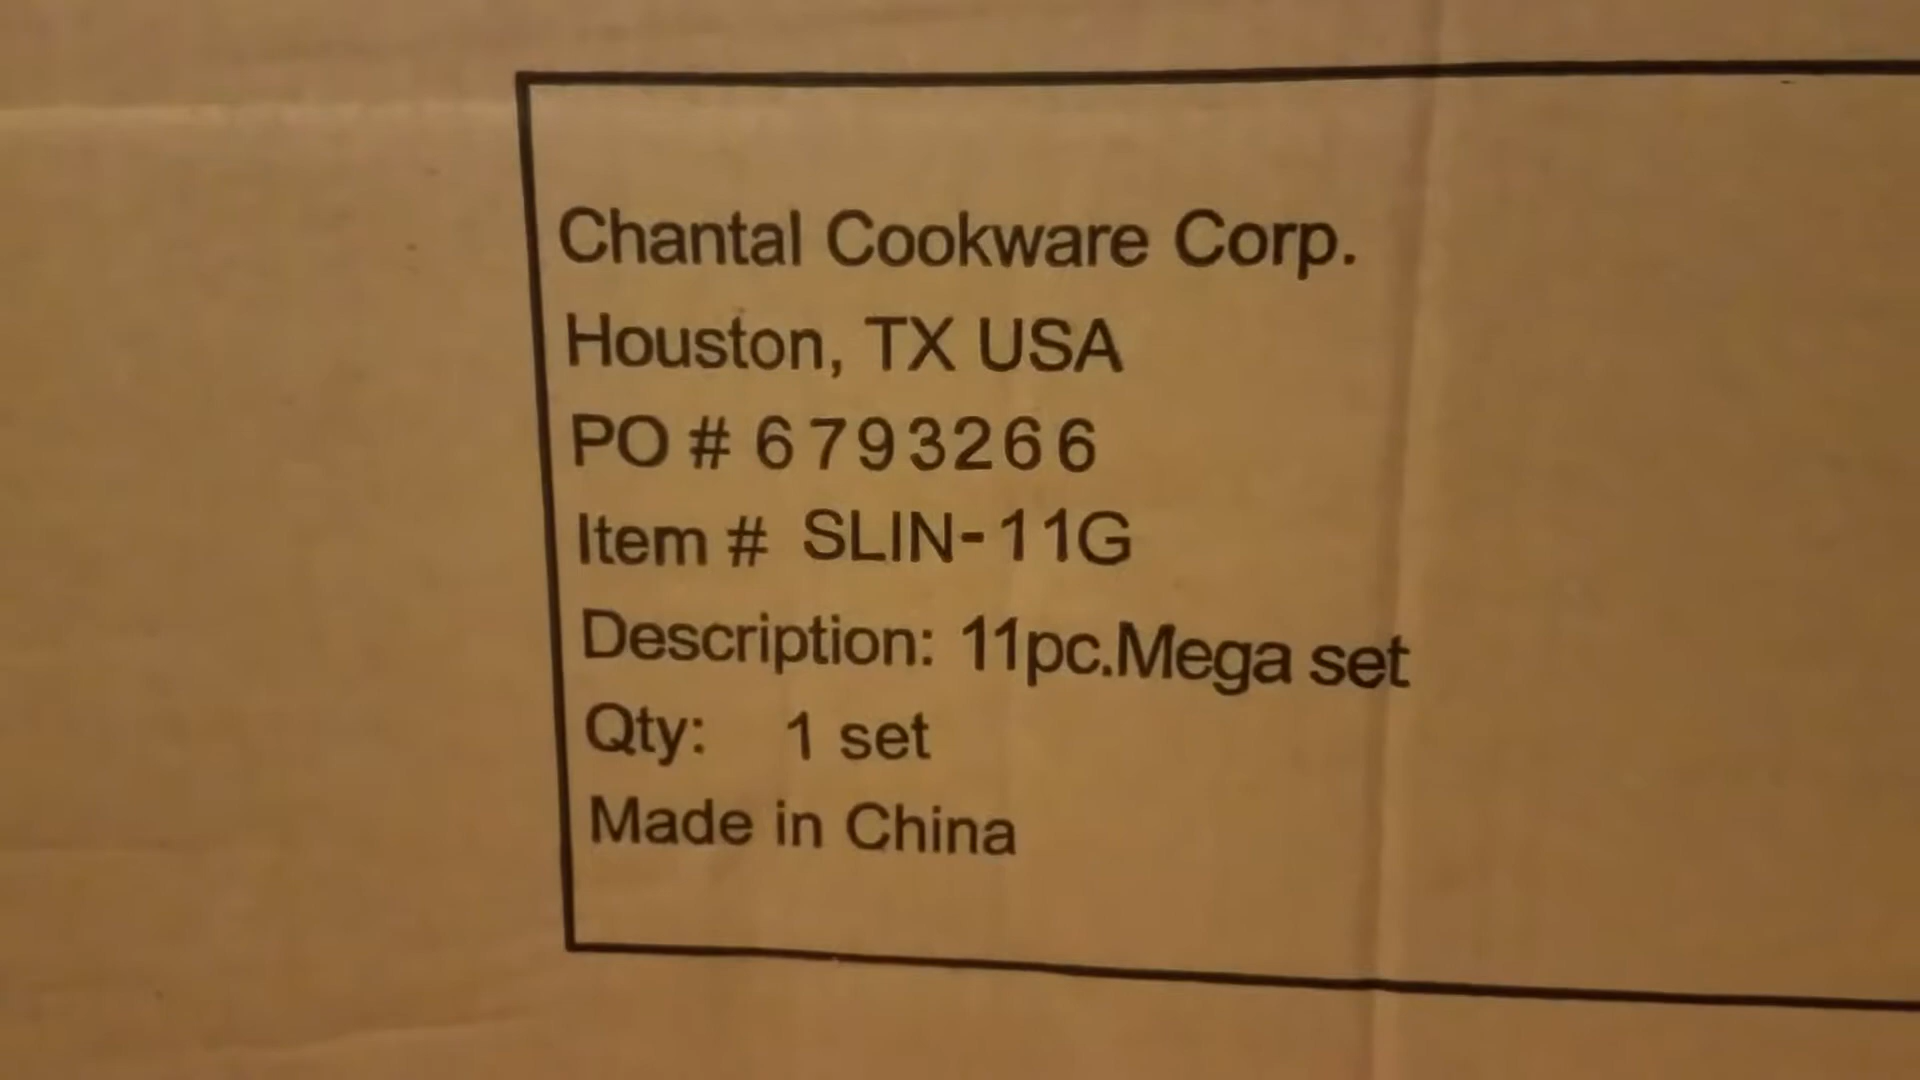 Chantal Cookware Corp.
Houston, TX USA
PO # 6793266
Item # SLIN-11G
Description: 11pc.Mega set
Qty: 1 set
Made in China